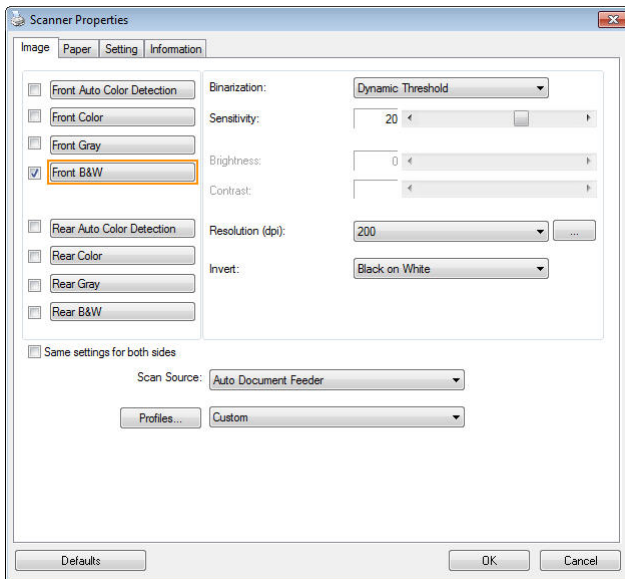 Scanner Properties
Image Paper Setting Information
Front Auto Color Detection
Front Color
Front Gray
Front B&W
Rear Auto Color Detection
Rear Color
Rear Gray
Rear B&W
Binarization: Dynamic Threshold
Sensitivity: 20
Brightness: 0
Contrast:
Resolution (dpi): 200 ...
Invert: Black on White
Same settings for both sides
Scan Source: Auto Document Feeder
Profiles... Custom
Defaults OK Cancel